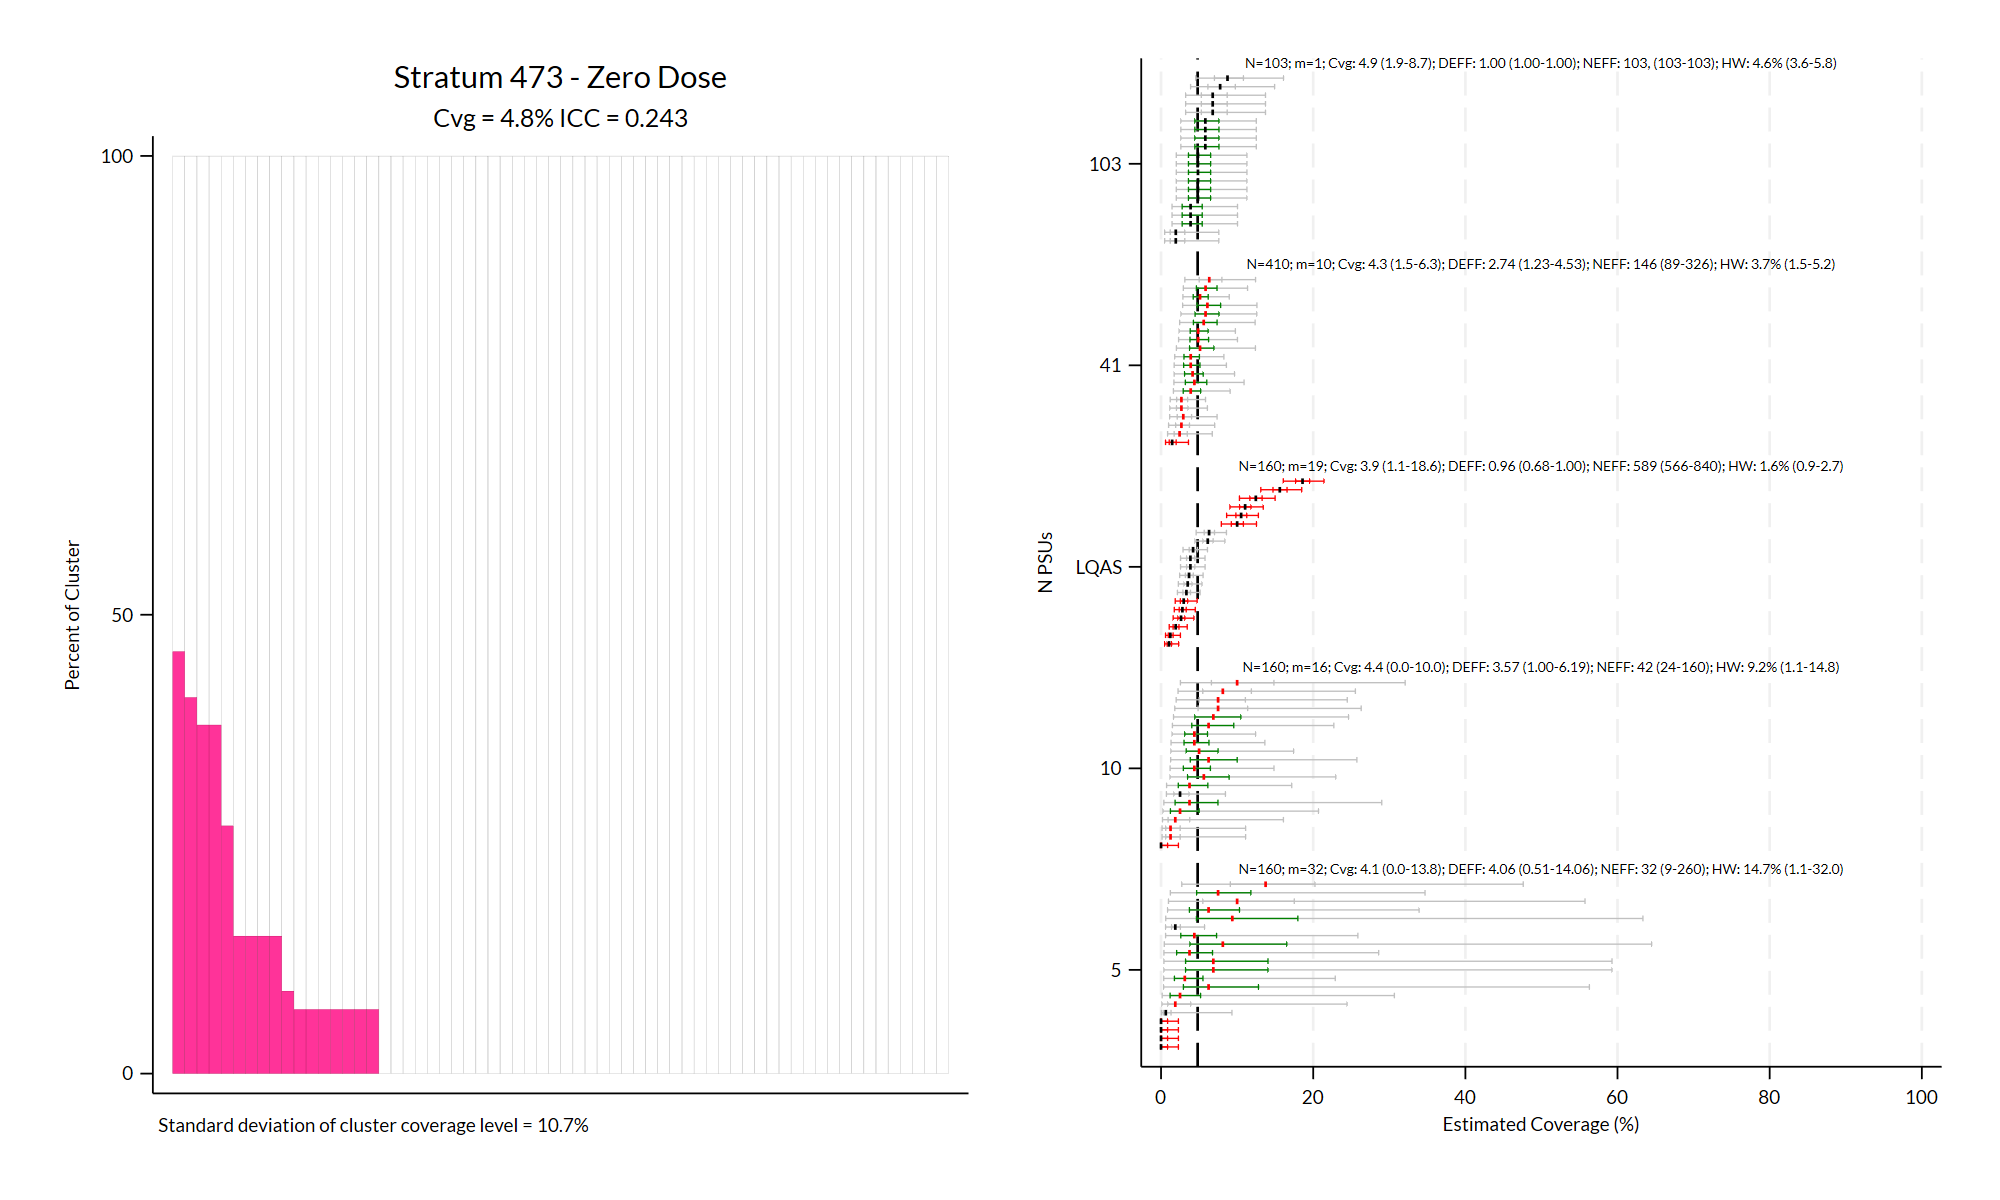 Stratum 473 - Zero Dose
Cvg = 4.8% ICC = 0.243
100
50
0
Percent of Cluster
Standard deviation of cluster coverage level = 10.7%
N=103; m=1; Cvg: 4.9 (1.9-8.7); DEFF: 1.00 (1.00-1.00); NEFF: 103, (103-103); HW: 4.6% (3.6-5.8)
103
N=410; m=10; Cvg: 4.3 (1.5-6.3); DEFF: 2.74 (1.23-4.53); NEFF: 146 (89-326); HW: 3.7% (1.5-5.2)
41
N=160; m=19; Cvg: 3.9 (1.1-18.6); DEFF: 0.96 (0.68-1.00); NEFF: 589 (566-840); HW: 1.6% (0.9-2.7)
N PSUs
LQAS
N=160; m=16; Cvg: 4.4 (0.0-10.0); DEFF: 3.57 (1.00-6.19); NEFF: 42 (24-160); HW: 9.2% (1.1-14.8)
10
N=160; m=32; Cvg: 4.1 (0.0-13.8); DEFF: 4.06 (0.51-14.06); NEFF: 32 (9-260); HW: 14.7% (1.1-32.0)
5
0 20 40 60 80 100
Estimated Coverage (%)